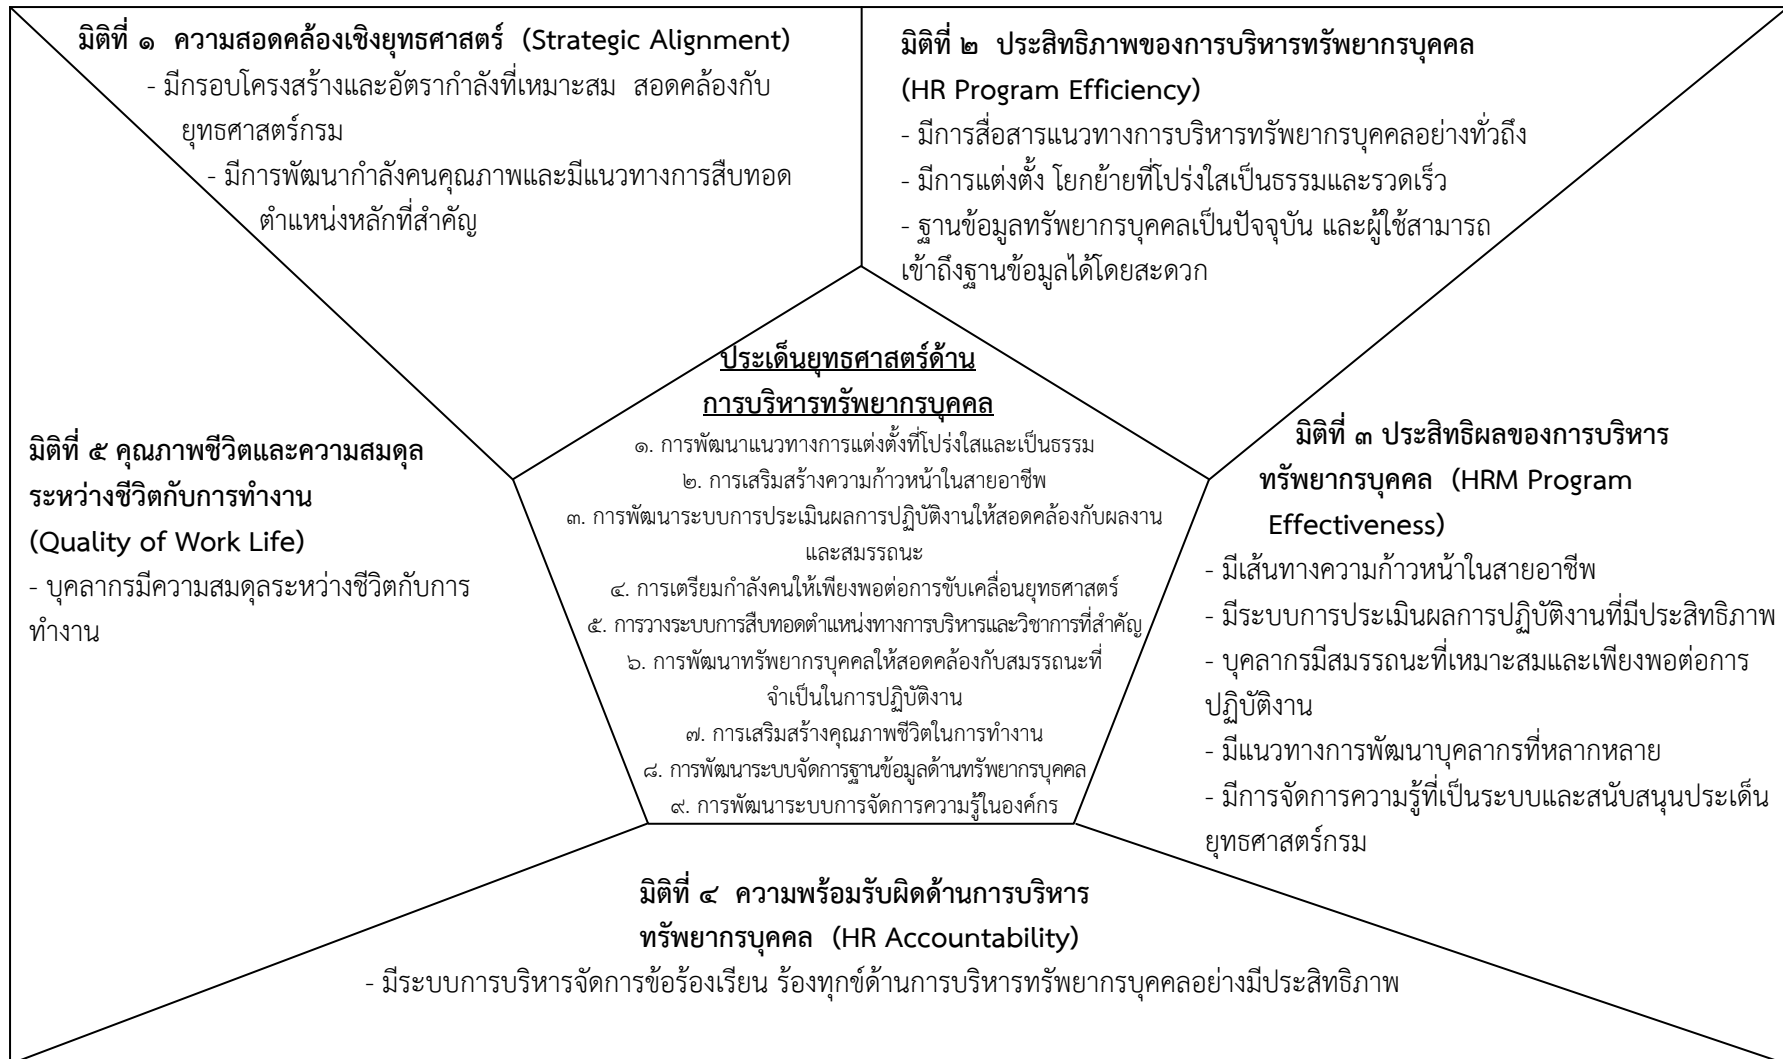 มิติที่ ๑  ความสอดคล้องเชิงยุทธศาสตร์  (Strategic Alignment)
- มีกรอบโครงสร้างและอัตรากำลังที่เหมาะสม  สอดคล้องกับ
ยุทธศาสตร์กรม
- มีการพัฒนากำลังคนคุณภาพและมีแนวทางการสืบทอด
ตำแหน่งหลักที่สำคัญ
มิติที่ ๒  ประสิทธิภาพของการบริหารทรัพยากรบุคคล
(HR Program Efficiency)
- มีการสื่อสารแนวทางการบริหารทรัพยากรบุคคลอย่างทั่วถึง
- มีการแต่งตั้ง โยกย้ายที่โปร่งใสเป็นธรรมและรวดเร็ว
- ฐานข้อมูลทรัพยากรบุคคลเป็นปัจจุบัน และผู้ใช้สามารถ
เข้าถึงฐานข้อมูลได้โดยสะดวก
ประเด็นยุทธศาสตร์ด้าน
การบริหารทรัพยากรบุคคล
๑. การพัฒนาแนวทางการแต่งตั้งที่โปร่งใสและเป็นธรรม
๒. การเสริมสร้างความก้าวหน้าในสายอาชีพ
๓. การพัฒนาระบบการประเมินผลการปฏิบัติงานให้สอดคล้องกับผลงาน
และสมรรถนะ
๔. การเตรียมกำลังคนให้เพียงพอต่อการขับเคลื่อนยุทธศาสตร์
๕. การวางระบบการสืบทอดตำแหน่งทางการบริหารและวิชาการที่สำคัญ
๖. การพัฒนาทรัพยากรบุคคลให้สอดคล้องกับสมรรถนะที่
จำเป็นในการปฏิบัติงาน
๗. การเสริมสร้างคุณภาพชีวิตในการทำงาน
๘. การพัฒนาระบบจัดการฐานข้อมูลด้านทรัพยากรบุคคล
๙. การพัฒนาระบบการจัดการความรู้ในองค์กร
มิติที่ ๓ ประสิทธิผลของการบริหาร
ทรัพยากรบุคคล  (HRM Program
Effectiveness)
- มีเส้นทางความก้าวหน้าในสายอาชีพ
- มีระบบการประเมินผลการปฏิบัติงานที่มีประสิทธิภาพ
- บุคลากรมีสมรรถนะที่เหมาะสมและเพียงพอต่อการ
ปฏิบัติงาน
- มีแนวทางการพัฒนาบุคลากรที่หลากหลาย
- มีการจัดการความรู้ที่เป็นระบบและสนับสนุนประเด็น
ยุทธศาสตร์กรม
มิติที่ ๔  ความพร้อมรับผิดด้านการบริหาร
ทรัพยากรบุคคล  (HR Accountability)
- มีระบบการบริหารจัดการข้อร้องเรียน ร้องทุกข์ด้านการบริหารทรัพยากรบุคคลอย่างมีประสิทธิภาพ
มิติที่ ๕ คุณภาพชีวิตและความสมดุล
ระหว่างชีวิตกับการทำงาน
(Quality of Work Life)
- บุคลากรมีความสมดุลระหว่างชีวิตกับการ
ทำงาน